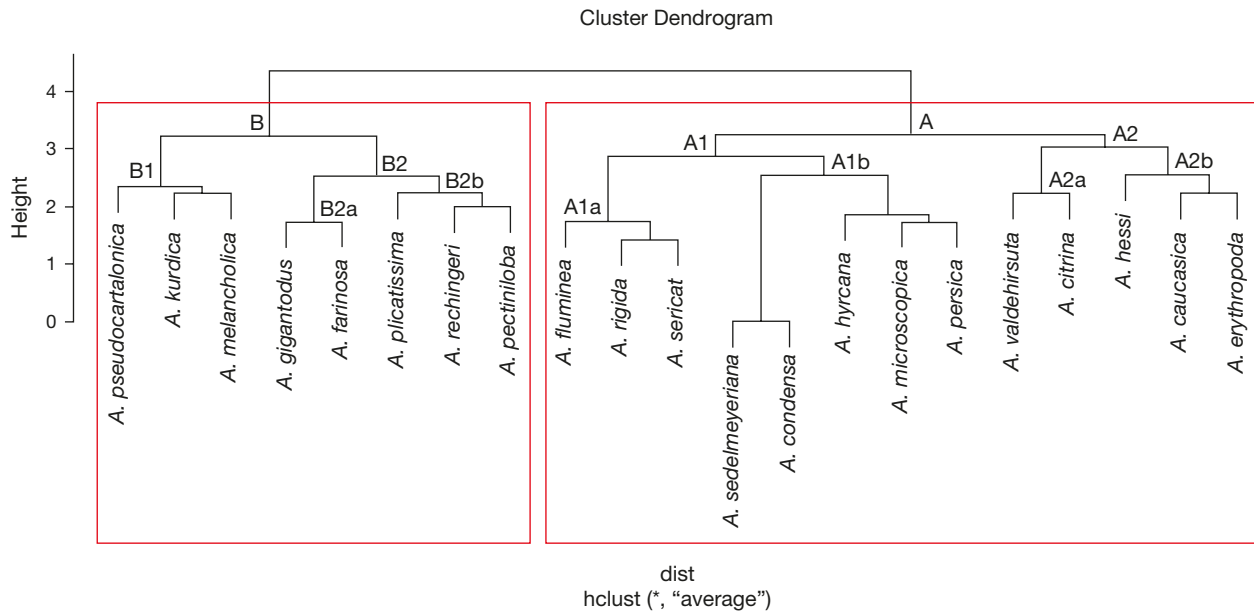 Cluster Dendrogram
Height
4
3
2
1
0
B
B1
B2
B2a
B2b
A
A1
A1a
A1b
A2
A2a
A2b
A. pseudocartalonica
A. kurdica
A. melancholica
A. gigantodus
A. farinosa
A. plicatissima
A. rechingeri
A. pectiniloba
A. fluminea
A. rigida
A. sericat
A. sedelmeyeriana
A. condensa
A. hyrcana
A. microscopica
A. persica
A. valdehirsuta
A. citrina
A. hessi
A. caucasica
A. erythropoda
dist
hclust (*, “average”)